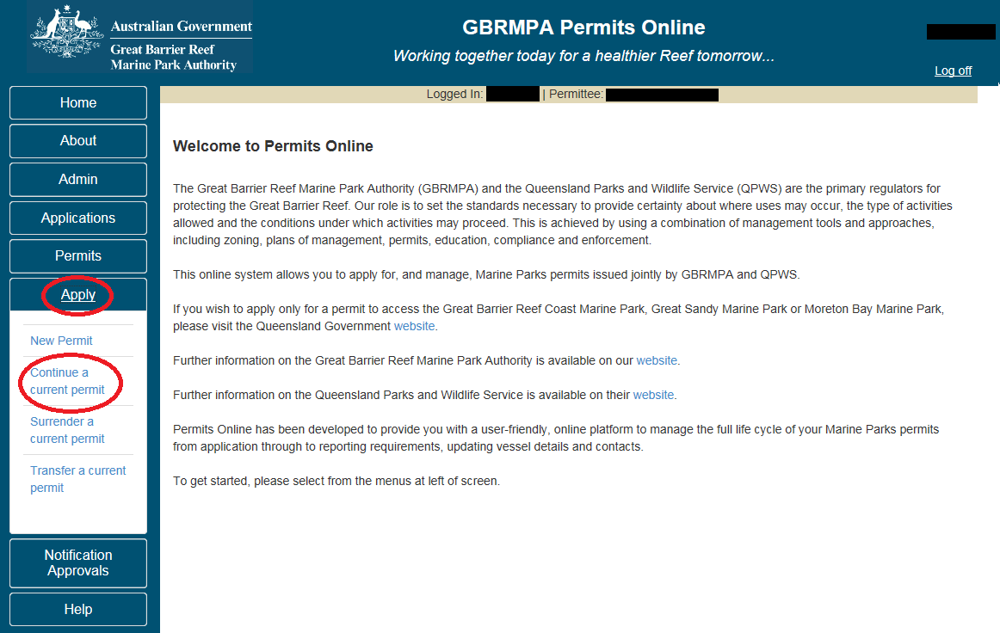 Australian Government
Great Barrier Reef
Marine Park Authority
GBRMPA Permits Online
Working together today for a healthier Reef tomorrow...
Log off
Home
About
Admin
Applications
Permits
Apply
New Permit
Continue a
current permit
Surrender a
current permit
Transfer a current
permit
Notification
Approvals
Help
Logged In: | Permittee:
Welcome to Permits Online
The Great Barrier Reef Marine Park Authority (GBRMPA) and the Queensland Parks and Wildlife Service (QPWS) are the primary regulators for
protecting the Great Barrier Reef. Our role is to set the standards necessary to provide certainty about where uses may occur, the type of activities
allowed and the conditions under which activities may proceed. This is achieved by using a combination of management tools and approaches,
including zoning, plans of management, permits, education, compliance and enforcement.
This online system allows you to apply for, and manage, Marine Parks permits issued jointly by GBRMPA and QPWS.
If you wish to apply only for a permit to access the Great Barrier Reef Coast Marine Park, Great Sandy Marine Park or Moreton Bay Marine Park,
please visit the Queensland Government website.
Further information on the Great Barrier Reef Marine Park Authority is available on our website.
Further information on the Queensland Parks and Wildlife Service is available on their website.
Permits Online has been developed to provide you with a user-friendly, online platform to manage the full life cycle of your Marine Parks permits
from application through to reporting requirements, updating vessel details and contacts.
To get started, please select from the menus at left of screen.